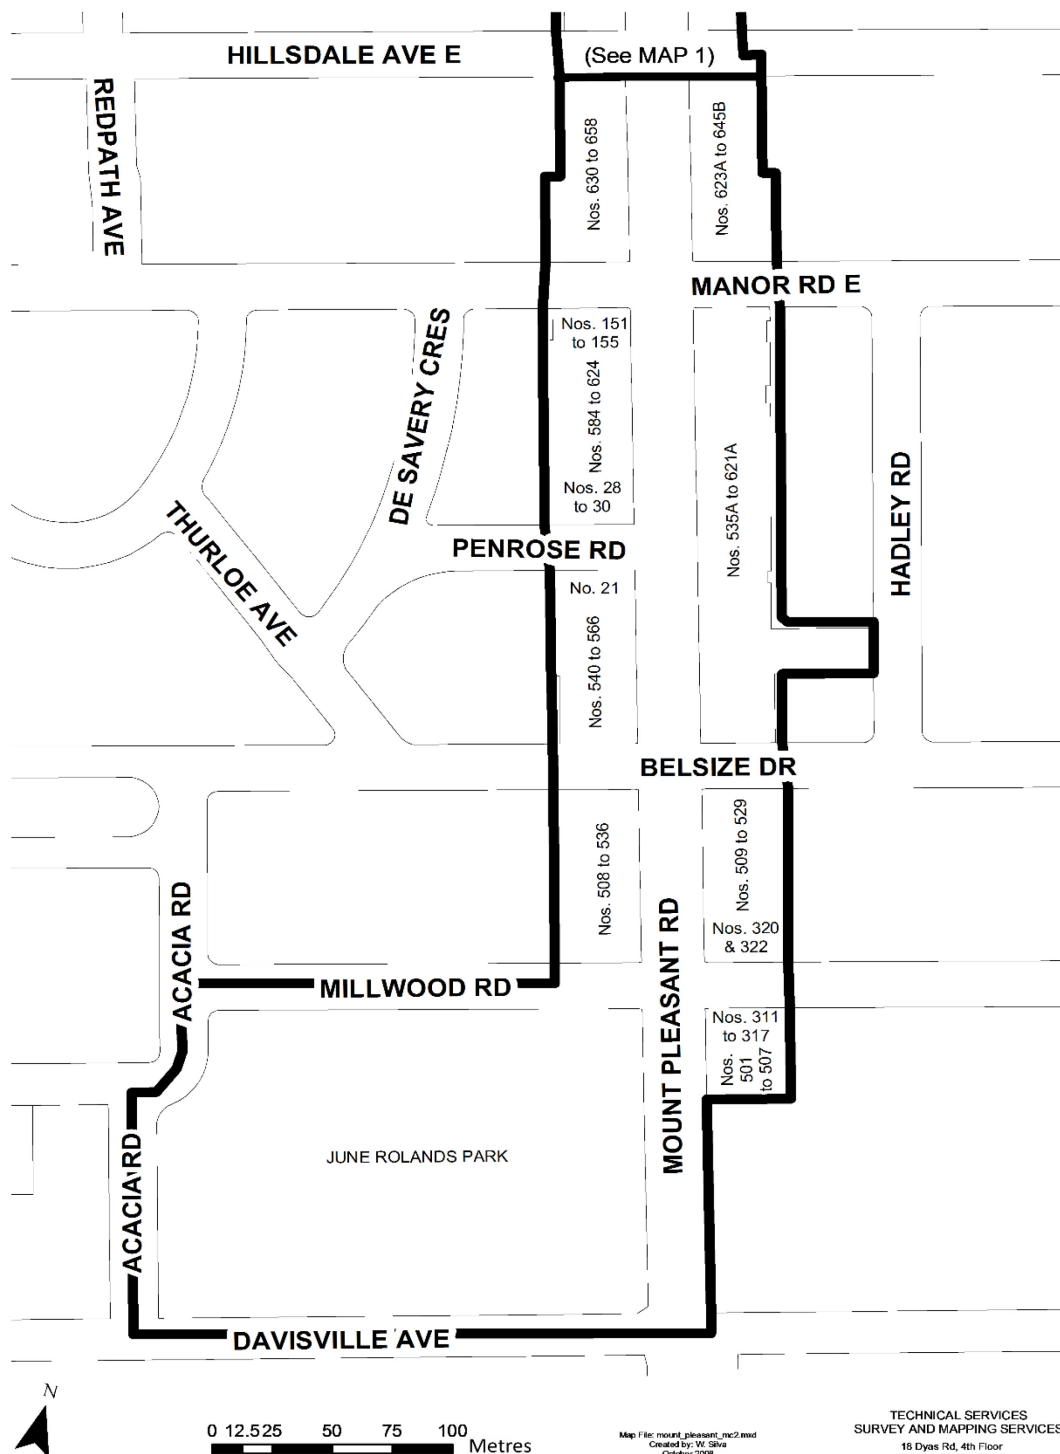 HILLSDALE AVE E
(See MAP 1)
REDPATH AVE
Nos. 630 to 658
Nos. 623A to 645B
MANOR RD E
DE SAVERY CRES
Nos. 151
to 155
Nos. 584 to 624
Nos. 28
to 30
Nos. 535A to 621A
HADLEY RD
THURLOE AVE
PENROSE RD
No. 21
Nos. 540 to 566
BELSIZE DR
Nos. 508 to 536
Nos. 509 to 529
Nos. 320
& 322
ACACIA RD
MILLWOOD RD
MOUNT PLEASANT RD
Nos. 311
to 317
Nos. 501
to 507
ACACIA RD
JUNE ROLANDS PARK
DAVISVILLE AVE
N
0 12.5 25 50 75 100
Metres
Map File: mount_pleasant_mc2.mxd
Created by: W. Silva
October 2009
TECHNICAL SERVICES
SURVEY AND MAPPING SERVICES
18 Dyas Rd, 4th Floor